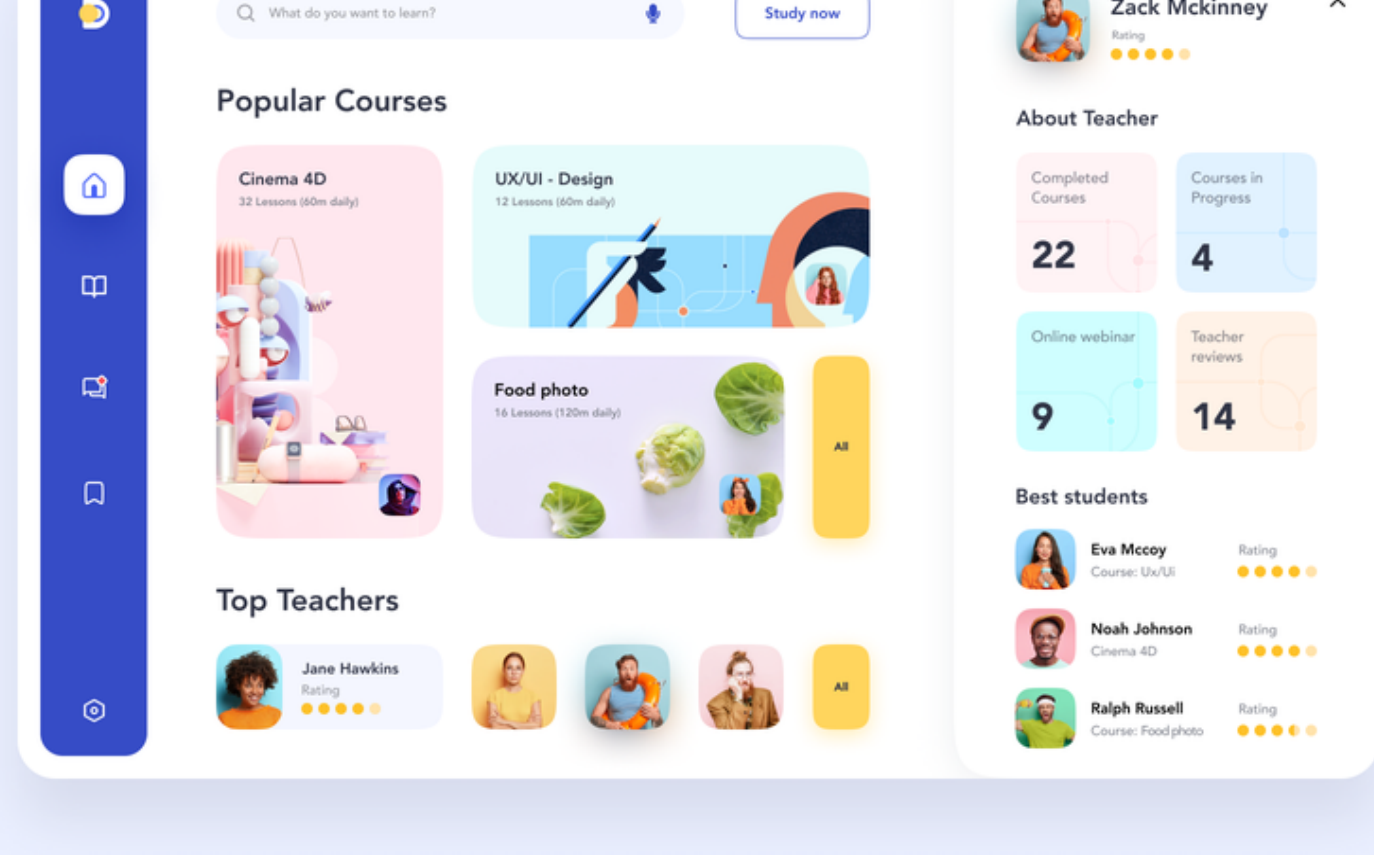 What do you want to learn?
Study now
Popular Courses
Cinema 4D
32 Lessons (60m daily)
UX/UI - Design
12 Lessons (60m daily)
Food photo
16 Lessons (120m daily)
All
Top Teachers
Jane Hawkins
Rating
All
Zack Mckinney
Rating
About Teacher
Completed
Courses
22
Courses in
Progress
4
Online webinar
9
Teacher
reviews
14
Best students
Eva Mccoy
Course: Ux/Ui
Rating
Noah Johnson
Cinema 4D
Rating
Ralph Russell
Course: Food photo
Rating